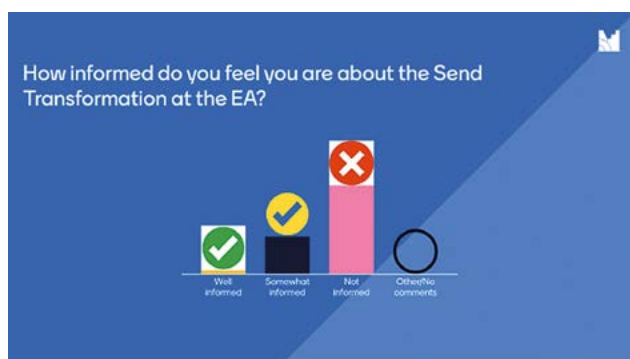 How informed do you feel you are about the Send
Transformation at the EA?
Well
informed
Somewhat
informed
Not
informed
Other/No
comments